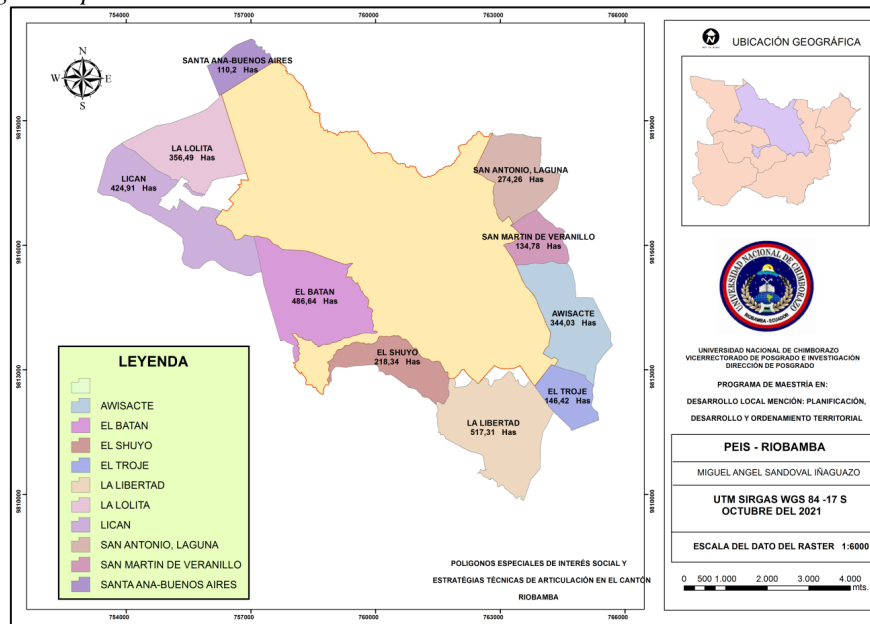 754000 757000 760000 763000 766000
N
W E
S
9819000
9816000
9813000
9810000
SANTA ANA-BUENOS AIRES
110,2 Has
LA LOLITA
356,49 Has
LICAN
424,91 Has
SAN ANTONIO, LAGUNA
274,26 Has
SAN MARTIN DE VERANILLO
134,78 Has
EL BATAN
486,64 Has
AWISACTE
344,03 Has
EL SHUYO
218,34 Has
EL TROJE
146,42 Has
LA LIBERTAD
517,31 Has
LEYENDA
AWISACTE
EL BATAN
EL SHUYO
EL TROJE
LA LIBERTAD
LA LOLITA
LICAN
SAN ANTONIO, LAGUNA
SAN MARTIN DE VERANILLO
SANTA ANA-BUENOS AIRES
POLIGONOS ESPECIALES DE INTERÉS SOCIAL Y
ESTRATÉGIAS TÉCNICAS DE ARTICULACIÓN EN EL CANTÓN
RIOBAMBA
754000 757000 760000 763000 766000
9819000
9816000
9813000
9810000
UBICACIÓN GEOGRÁFICA
UNIVERSIDAD NACIONAL DE CHIMBORAZO
RIOBAMBA - ECUADOR
UNIVERSIDAD NACIONAL DE CHIMBORAZO
VICERRECTORADO DE POSGRADO E INVESTIGACIÓN
DIRECCIÓN DE POSGRADO
PROGRAMA DE MAESTRÍA EN:
DESARROLLO LOCAL MENCIÓN: PLANIFICACIÓN,
DESARROLLO Y ORDENAMIENTO TERRITORIAL
PEIS - RIOBAMBA
MIGUEL ANGEL SANDOVAL IÑAGUAZO
UTM SIRGAS WGS 84 -17 S
OCTUBRE DEL 2021
ESCALA DEL DATO DEL RASTER 1:6000
0 500 1.000 2.000 3.000 4.000
mts.